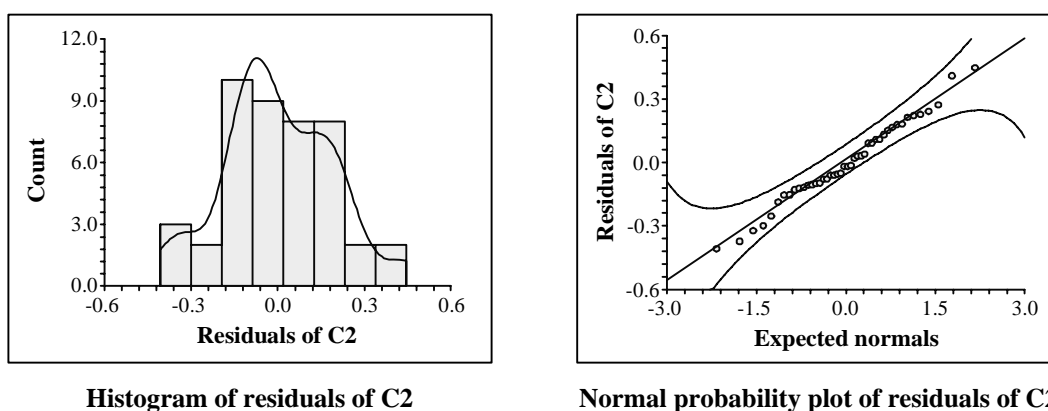 12.0
9.0
6.0
3.0
0.0
Count
-0.6 -0.3 0.0 0.3 0.6
Residuals of C2
Histogram of residuals of C2
0.6
0.3
0.0
-0.3
-0.6
Residuals of C2
-3.0 -1.5 0.0 1.5 3.0
Expected normals
Normal probability plot of residuals of C2